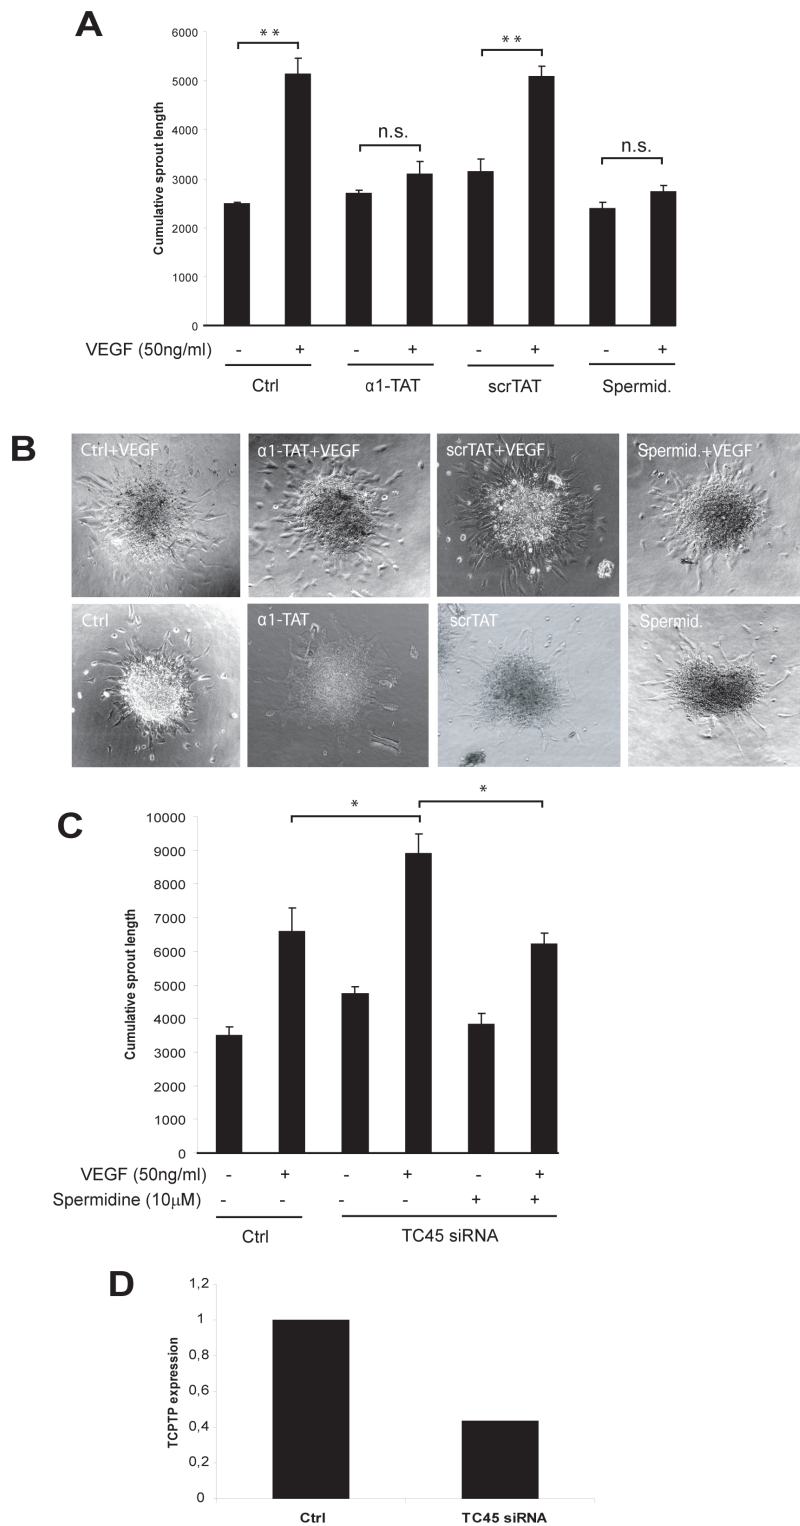 A
6000
5000
4000
3000
2000
1000
0
Cumulative sprout length
* *
n.s.
* *
n.s.
VEGF (50ng/ml)
- + - + - + - +
Ctrl α1-TAT scrTAT Spermid.
B
Ctrl+VEGF α1-TAT+VEGF scrTAT+VEGF Spermid.+VEGF
Ctrl α1-TAT scrTAT Spermid.
C
10000
9000
8000
7000
6000
5000
4000
3000
2000
1000
0
Cumulative sprout length
* *
VEGF (50ng/ml) - + - + - +
Spermidine (10µM) - - - - + +
Ctrl TC45 siRNA
D
1,2
1
0,8
0,6
0,4
0,2
0
TCPTP expression
Ctrl TC45 siRNA